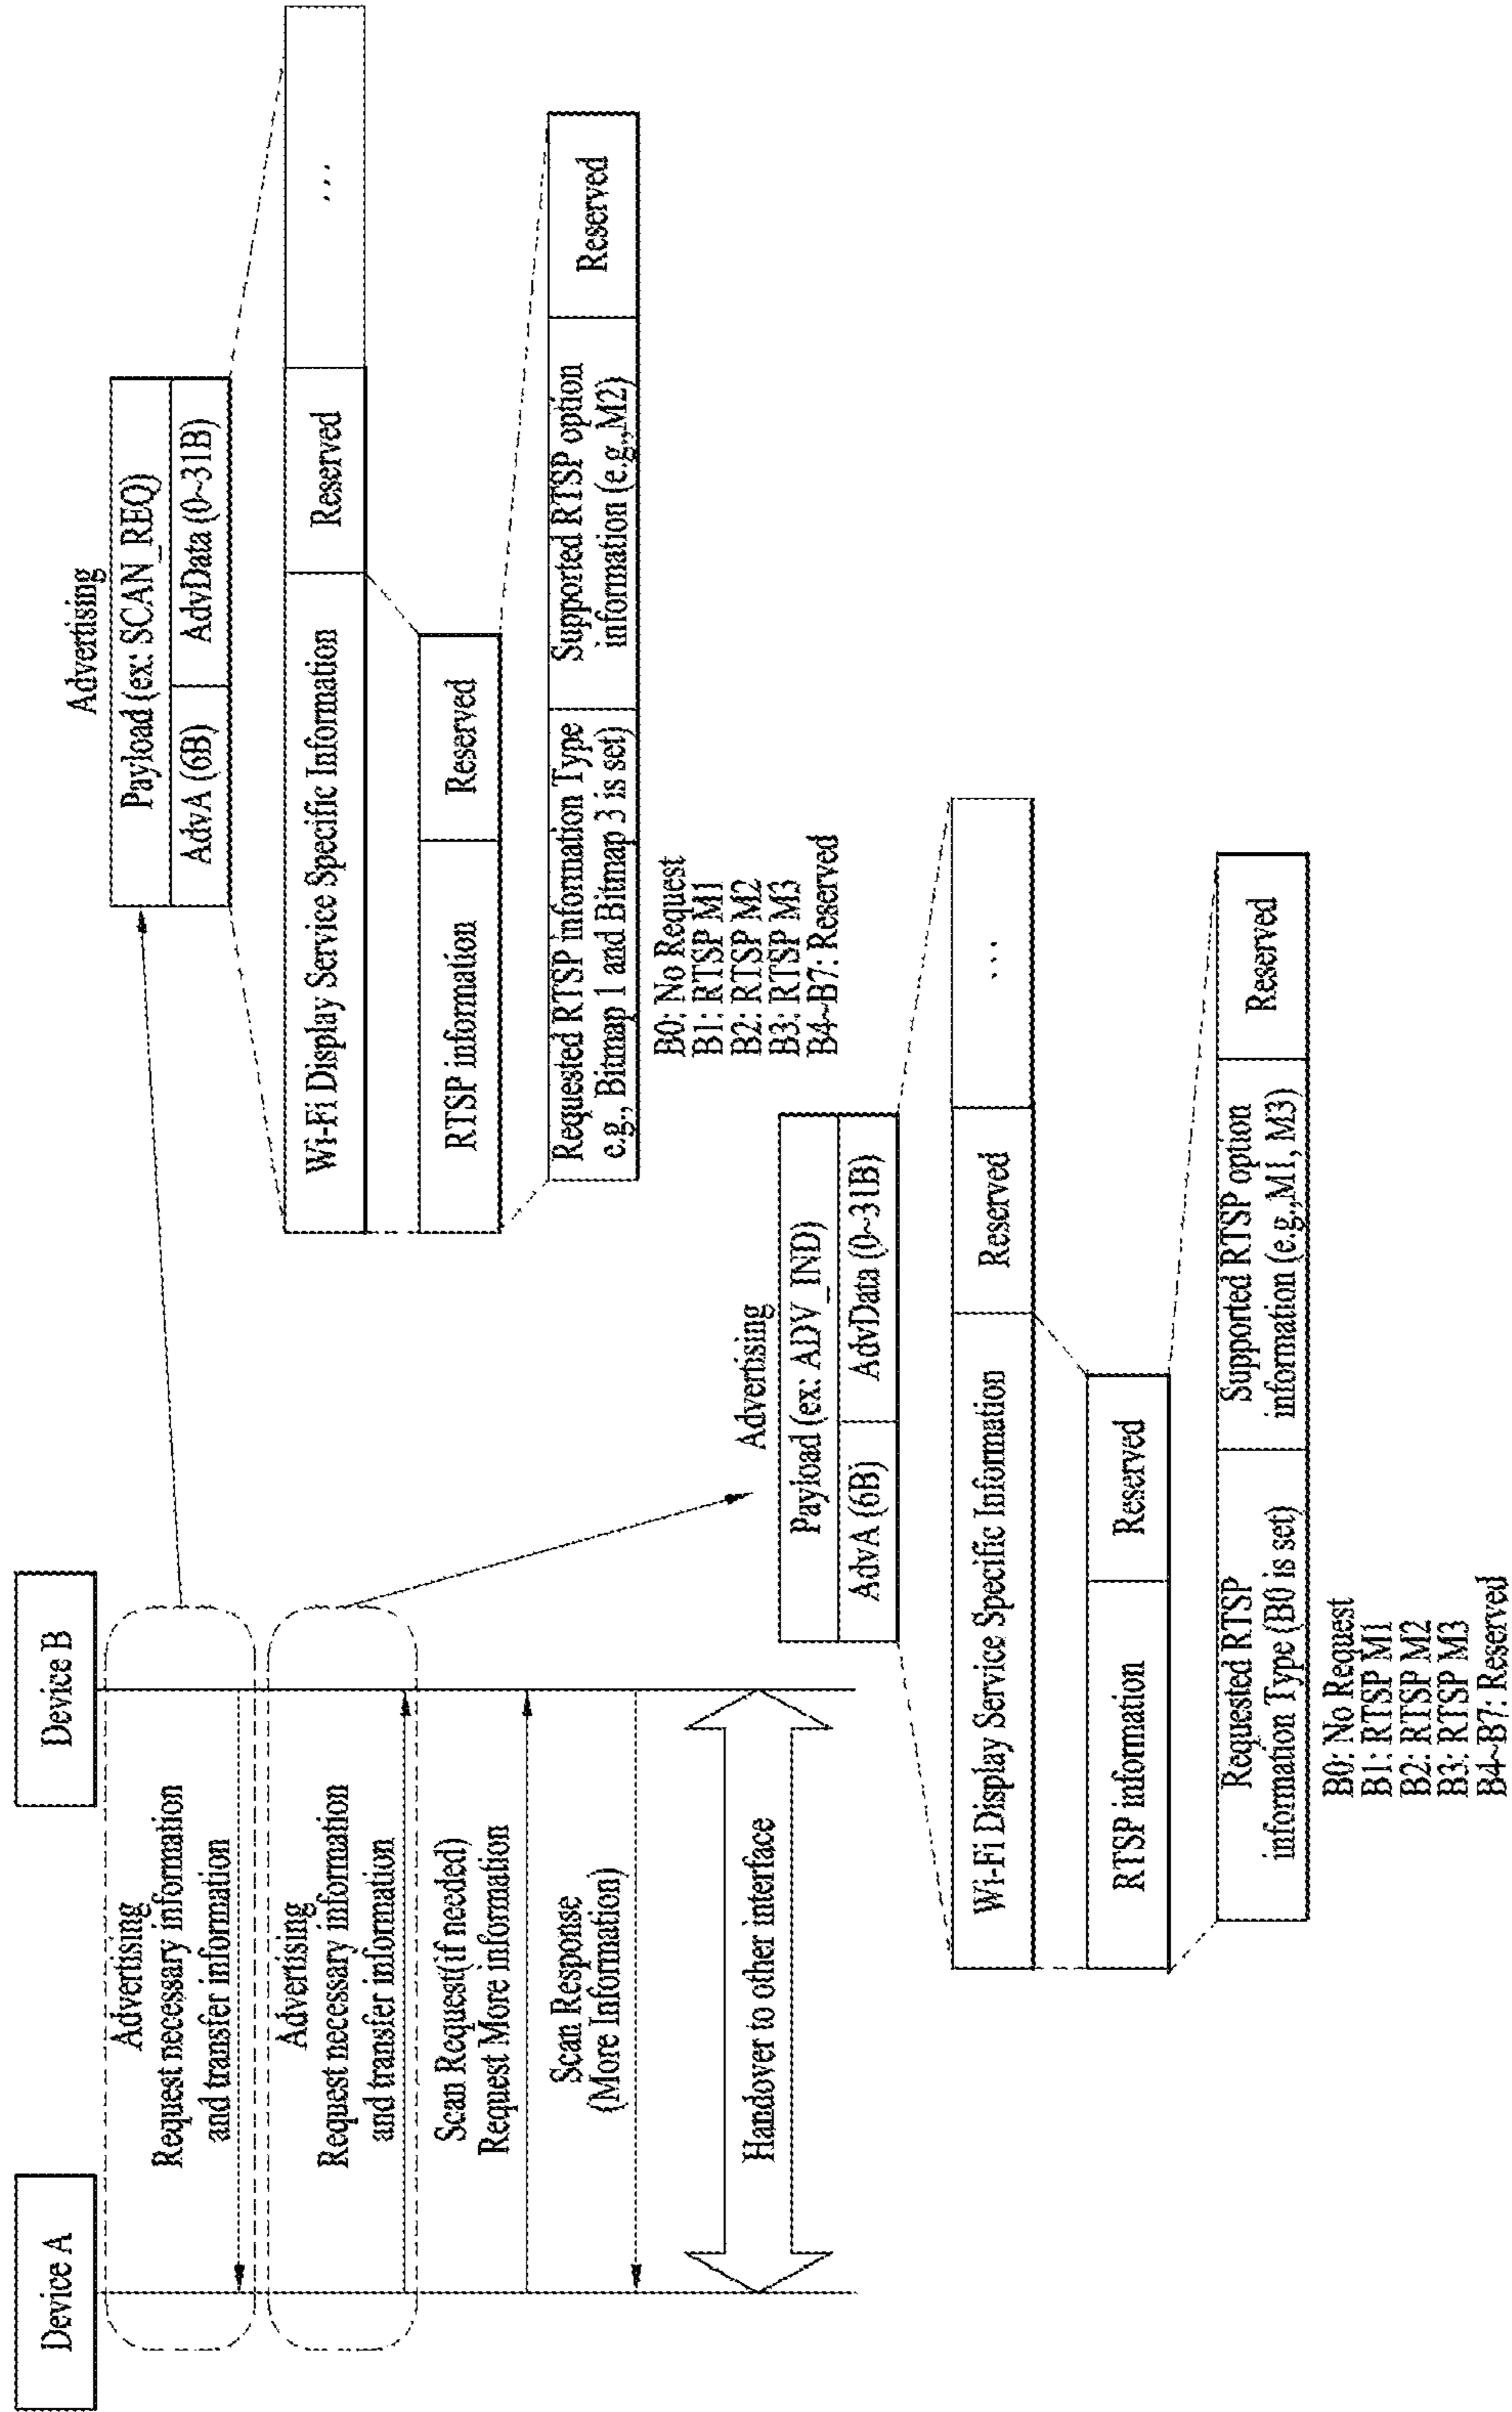 Device A
Device B
Advertising
Request necessary information
and transfer information
Advertising
Request necessary information
and transfer information
Scan Request(if needed)
Request More information
Scan Response
(More Information)
Handover to other interface
Advertising
Payload (ex: SCAN_REQ)
AdvA (6B)
AdvData (0~31B)
Wi-Fi Display Service Specific Information
Reserved
...
RTSP information
Reserved
Requested RTSP information Type
e.g., Bitmap 1 and Bitmap 3 is set)
Supported RTSP option
information (e.g.,M2)
Reserved
B0: No Request
B1: RTSP M1
B2: RTSP M2
B3: RTSP M3
B4~B7: Reserved
Advertising
Payload (ex: ADV_IND)
AdvA (6B)
AdvData (0~31B)
Wi-Fi Display Service Specific Information
Reserved
...
RTSP information
Reserved
Requested RTSP
information Type (B0 is set)
Supported RTSP option
information (e.g.,M1, M3)
Reserved
B0: No Request
B1: RTSP M1
B2: RTSP M2
B3: RTSP M3
B4~B7: Reserved